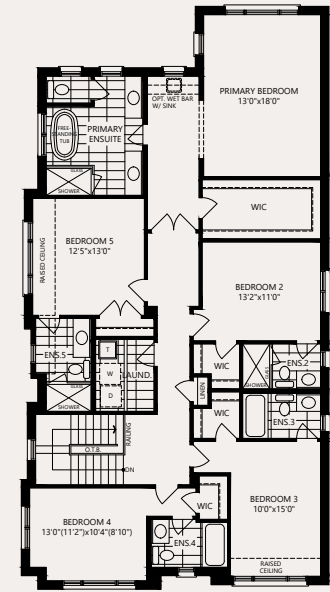 PRIMARY BEDROOM
13'0"x18'0"
OPT. WET BAR
W/ SINK
FREE-
STANDING
TUB
PRIMARY
ENSUITE
GLASS
SHOWER
WIC
RAISED CEILING
BEDROOM 5
12'5"x13'0"
BEDROOM 2
13'2"x11'0"
ENS.5
GLASS
SHOWER
T
W
D
LAUND.
WIC
GLASS
SHOWER
ENS.2
LINEN
WIC
ENS.3
RAILING
O.T.B.
DN
BEDROOM 4
13'0"(11'2")x10'4"(8'10")
WIC
ENS.4
BEDROOM 3
10'0"x15'0"
RAISED
CEILING